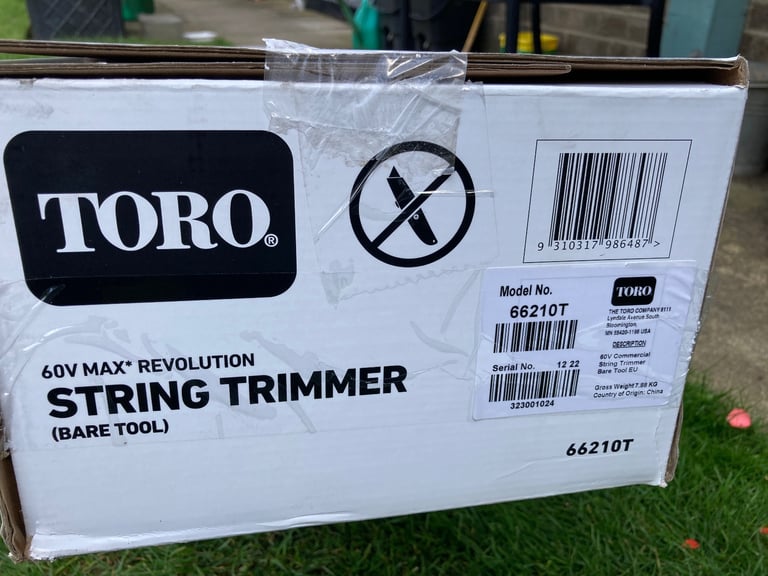 TORO®
9 310317 986487 >
Model No.
66210T
Serial No. 12 22
323001024
TORO
THE TORO COMPANY 8111
Lyndale Avenue South
Bloomington,
MN 55420-1196 USA
DESCRIPTION
60V Commercial
String Trimmer
Bare Tool EU
Gross Weight 7.88 KG
Country of Origin: China
60V MAX* REVOLUTION
STRING TRIMMER
(BARE TOOL)
66210T